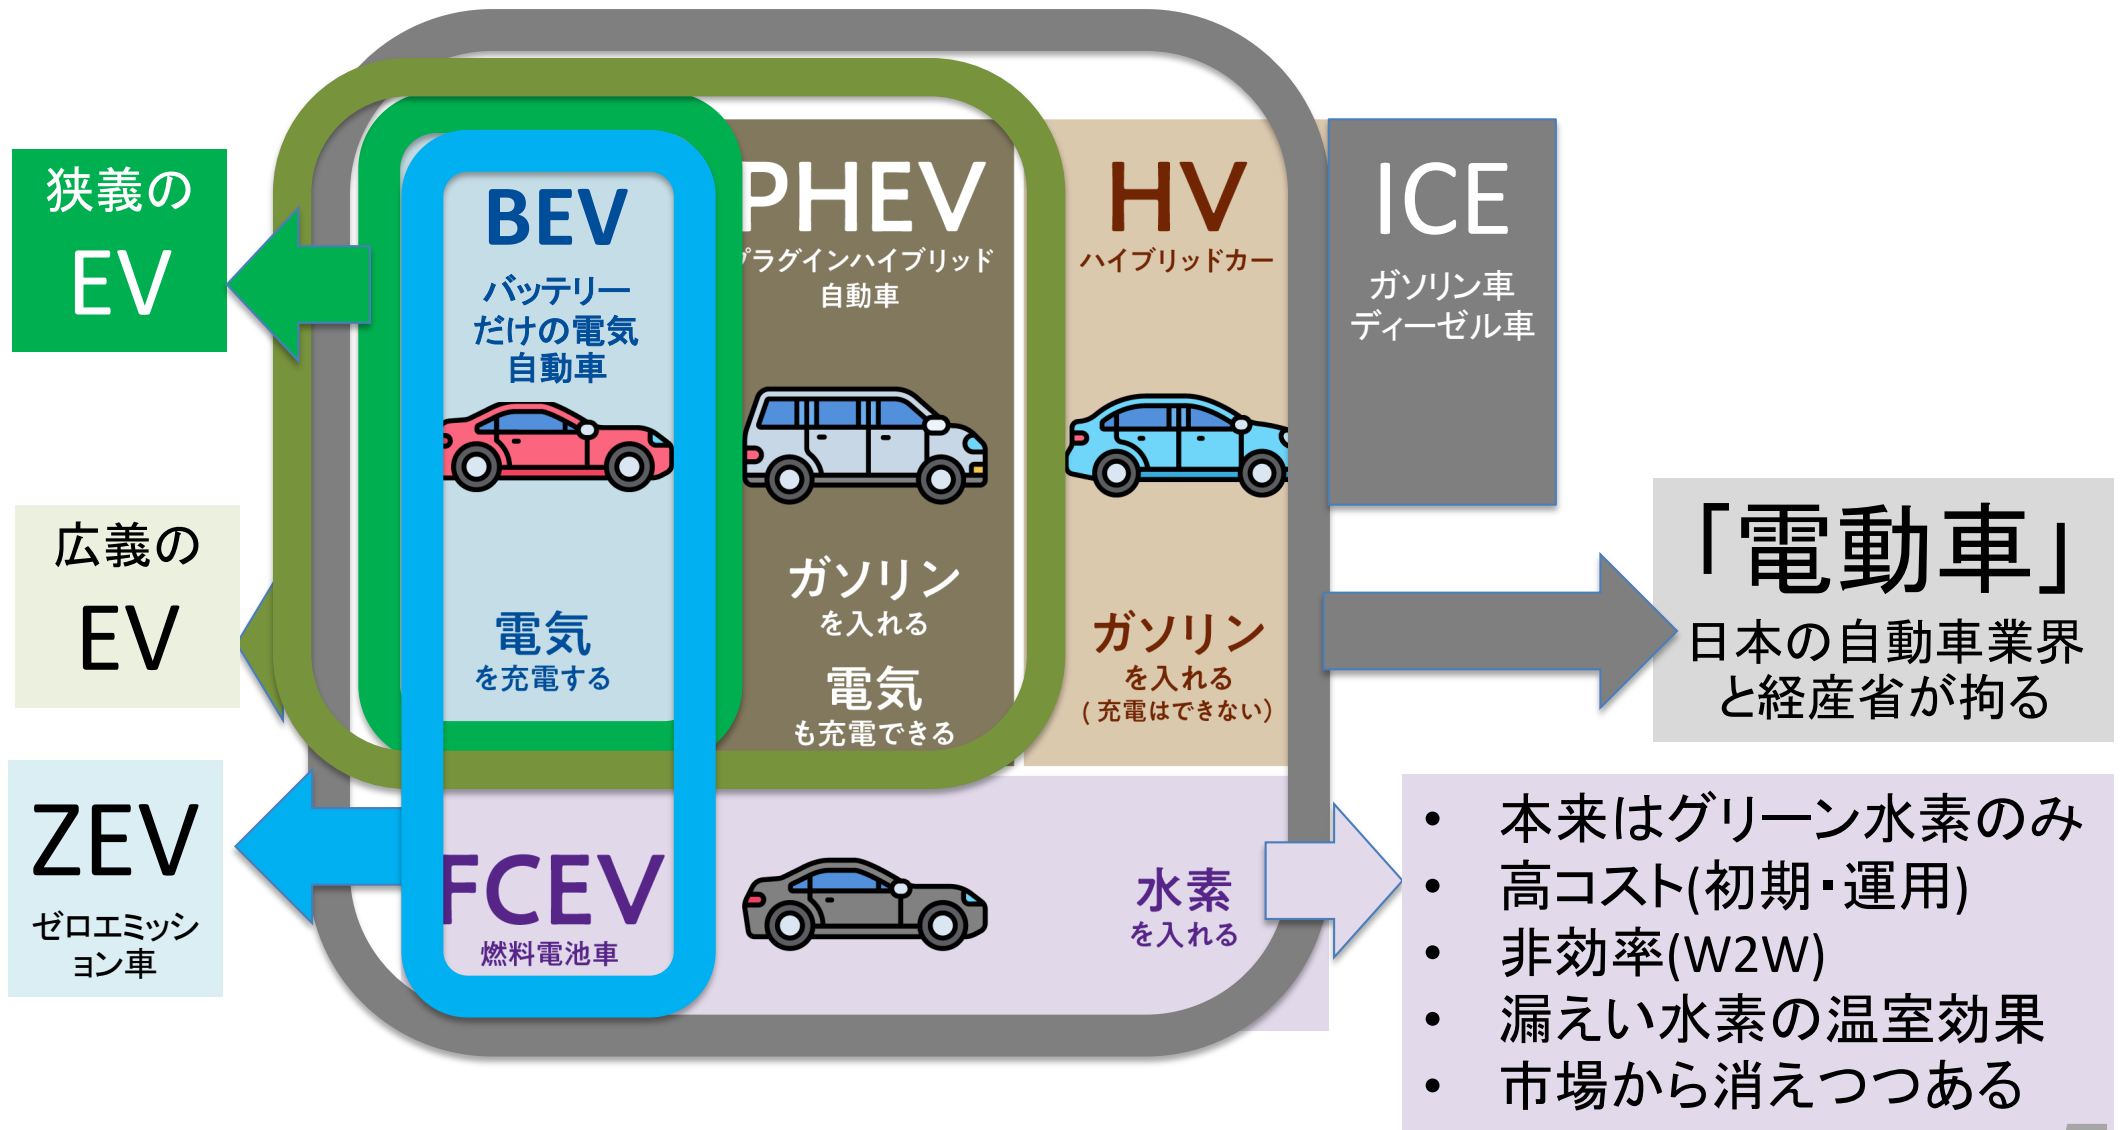 狭義の
EV
広義の
EV
ZEV
ゼロエミッシ
ョン車
BEV
バッテリー
だけの電気
自動車
電気
を充電する
PHEV
プラグインハイブリッド
自動車
ガソリン
を入れる
電気
も充電できる
HV
ハイブリッドカー
ガソリン
を入れる
(充電はできない)
ICE
ガソリン車
ディーゼル車
FCEV
燃料電池車
水素
を入れる
「電動車」
日本の自動車業界
と経産省が拘る
• 本来はグリーン水素のみ
• 高コスト(初期・運用)
• 非効率(W2W)
• 漏えい水素の温室効果
• 市場から消えつつある